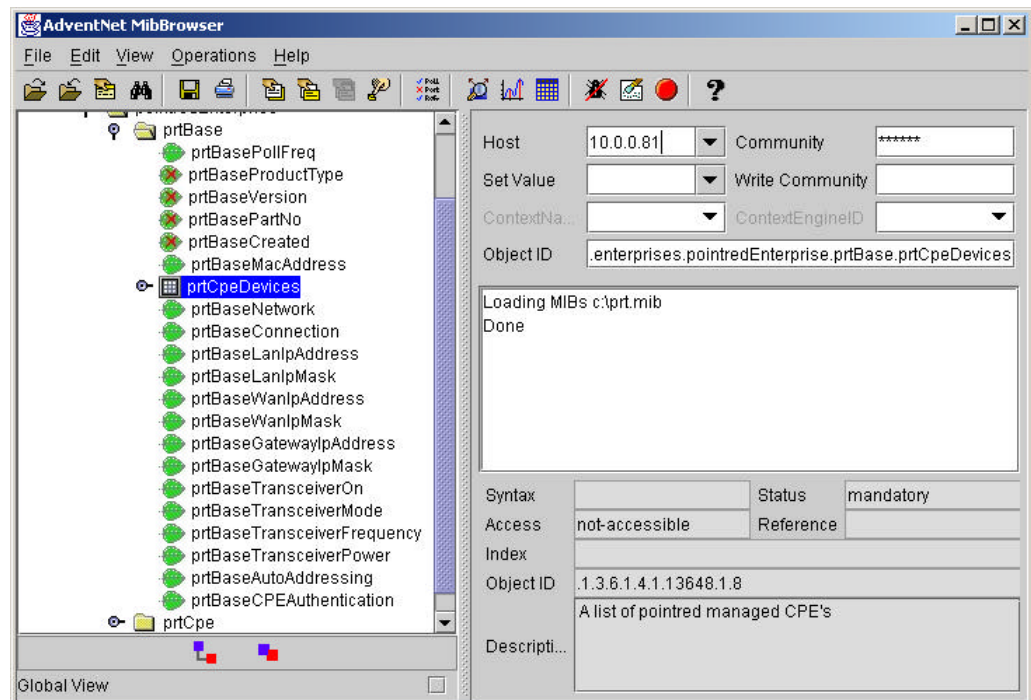 AdventNet MibBrowser
File Edit View Operations Help
Poll.
Port
prtBase
prtBasePollFreq
prtBaseProductType
prtBaseVersion
prtBasePartNo
prtBaseCreated
prtBaseMacAddress
prtCpeDevices
prtBaseNetwork
prtBaseConnection
prtBaseLanIpAddress
prtBaseLanIpMask
prtBaseWanIpAddress
prtBaseWanIpMask
prtBaseGatewayIpAddress
prtBaseGatewayIpMask
prtBaseTransceiverOn
prtBaseTransceiverMode
prtBaseTransceiverFrequency
prtBaseTransceiverPower
prtBaseAutoAddressing
prtBaseCPEAuthentication
prtCpe
Global View
Host 10.0.0.81 Community ******
Set Value Write Community
ContextNa... ContextEngineID
Object ID .enterprises.pointredEnterprise.prtBase.prtCpeDevices
Loading MIBs c:\prt.mib
Done
Syntax Status mandatory
Access not-accessible Reference
Index
Object ID .1.3.6.1.4.1.13648.1.8
Descripti... A list of pointred managed CPE's